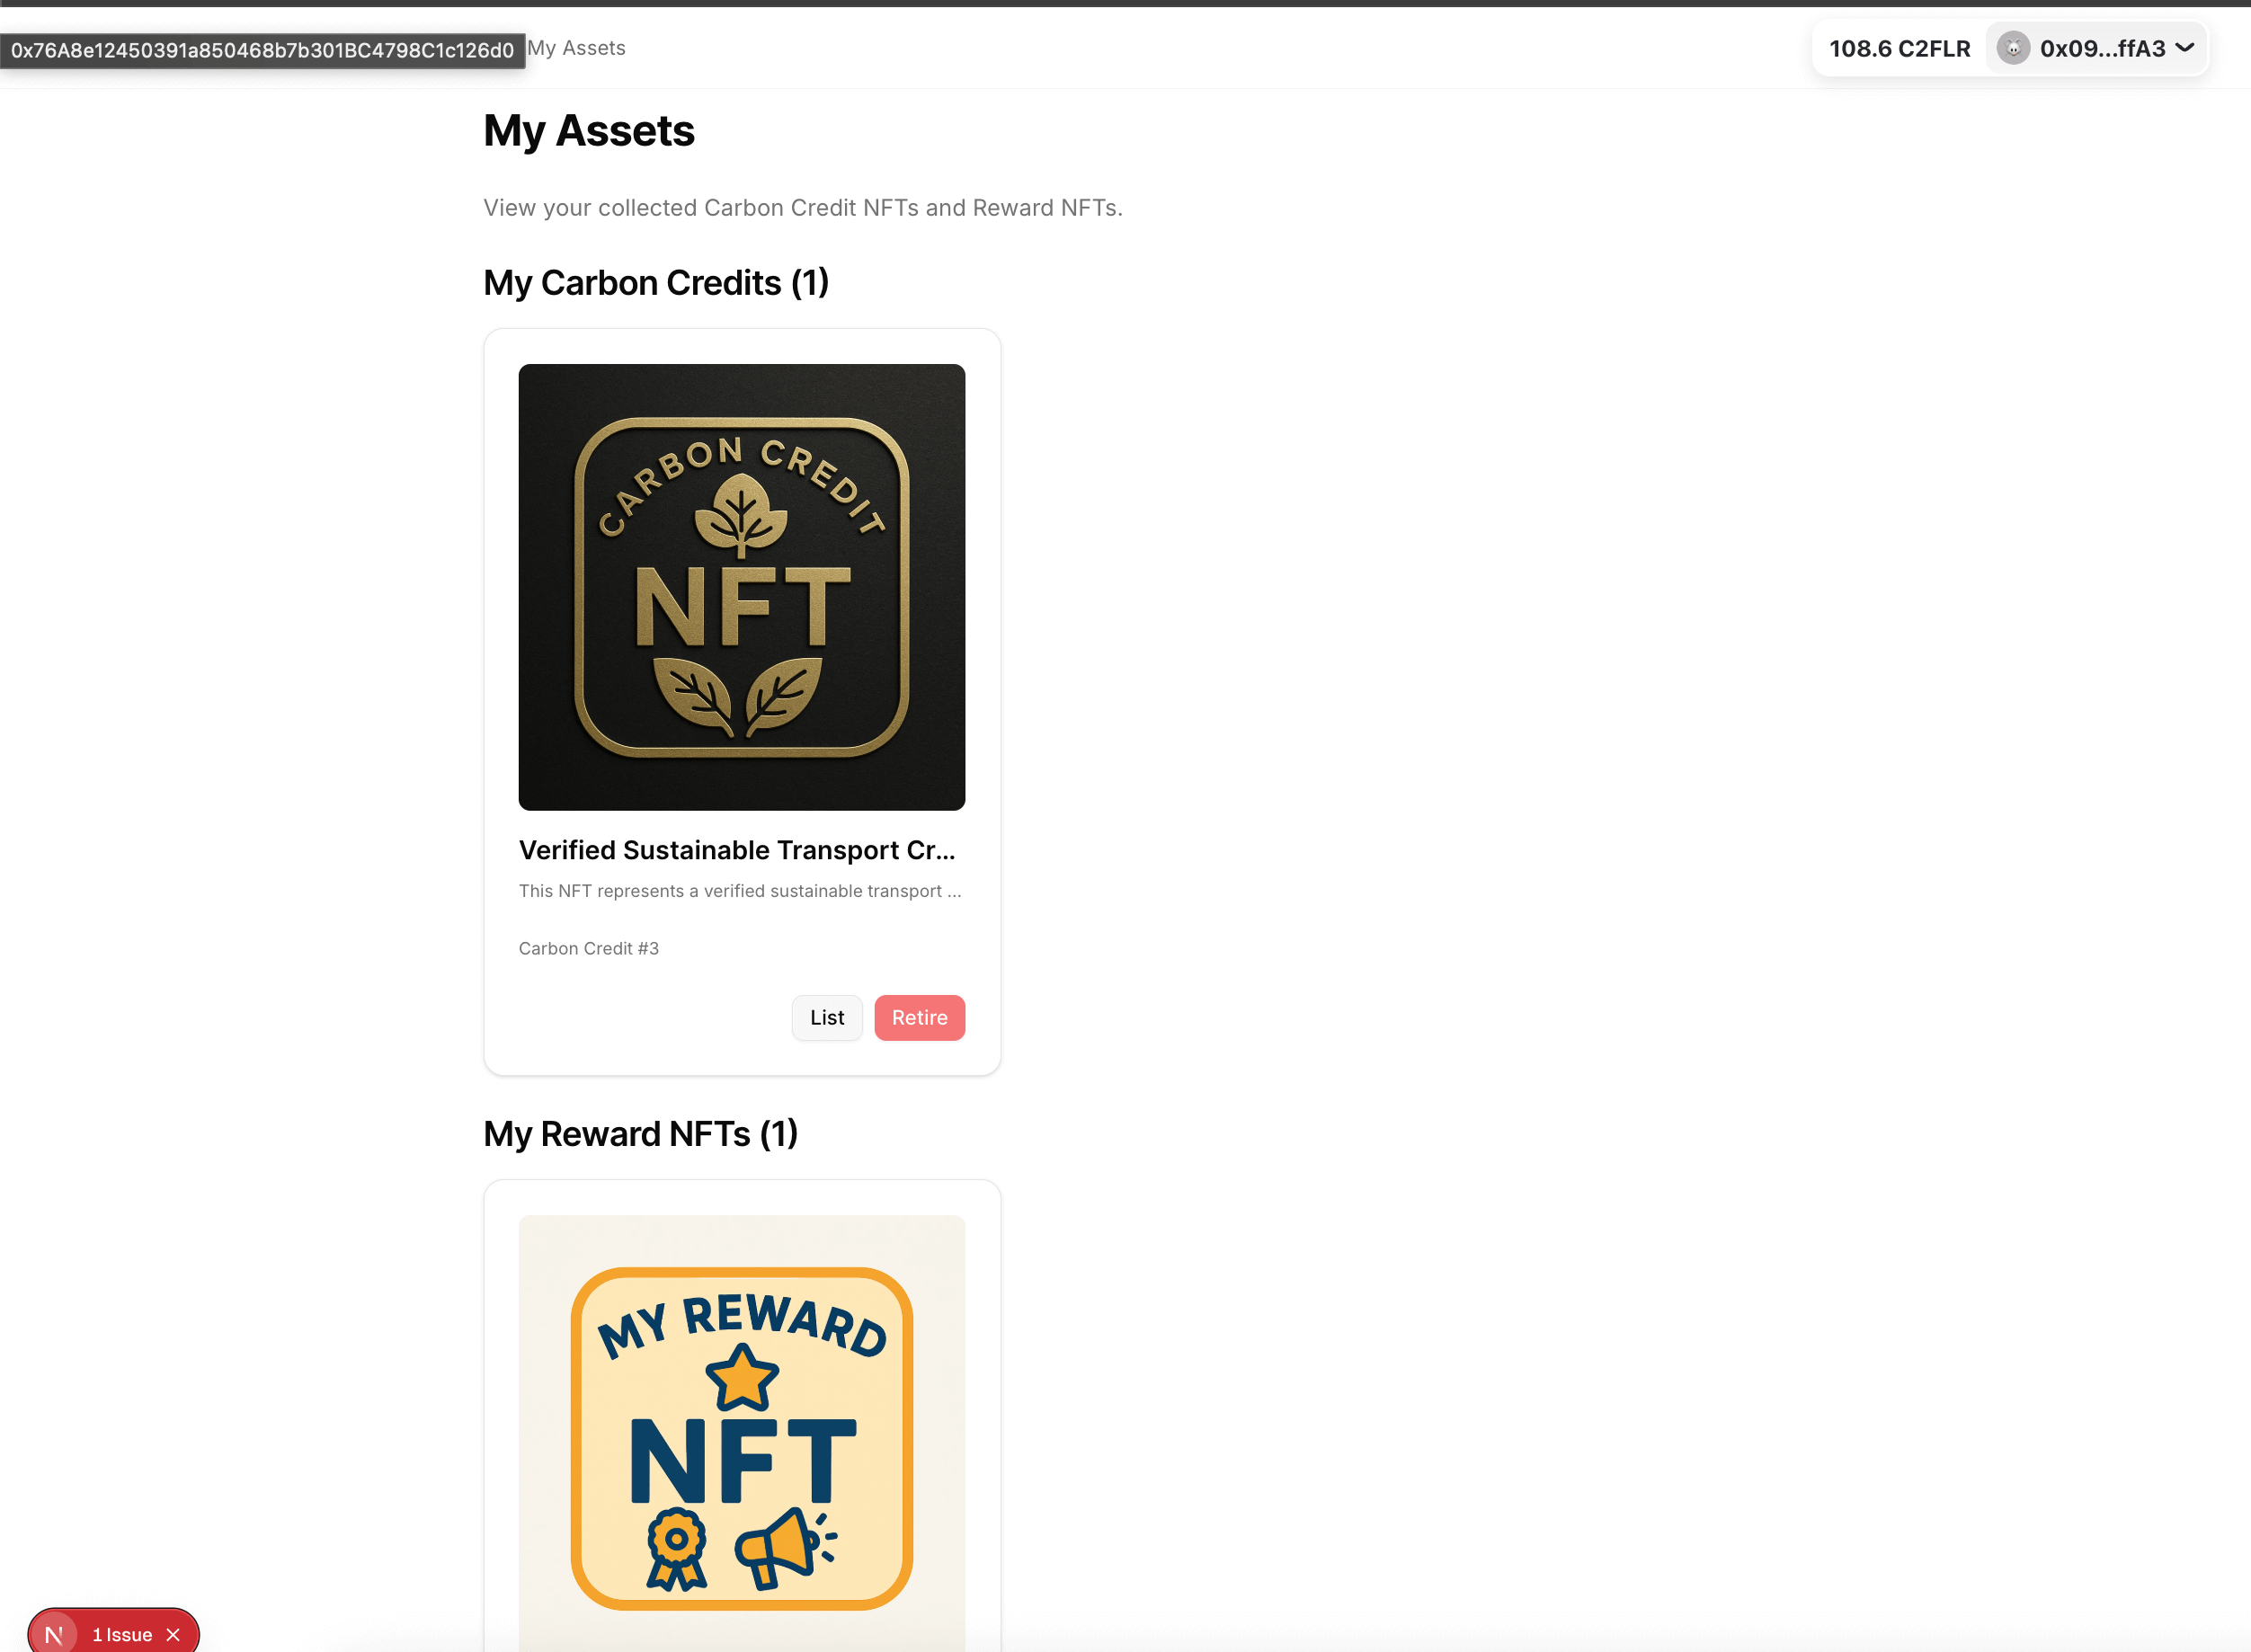 0x76A8e12450391a850468b7b301BC4798C1c126d0
My Assets
108.6 C2FLR
0x09...ffA3
My Assets
View your collected Carbon Credit NFTs and Reward NFTs.
My Carbon Credits (1)
CARBON CREDIT
NFT
Verified Sustainable Transport Cr...
This NFT represents a verified sustainable transport ...
Carbon Credit #3
List
Retire
My Reward NFTs (1)
MY REWARD
NFT
N
1 Issue